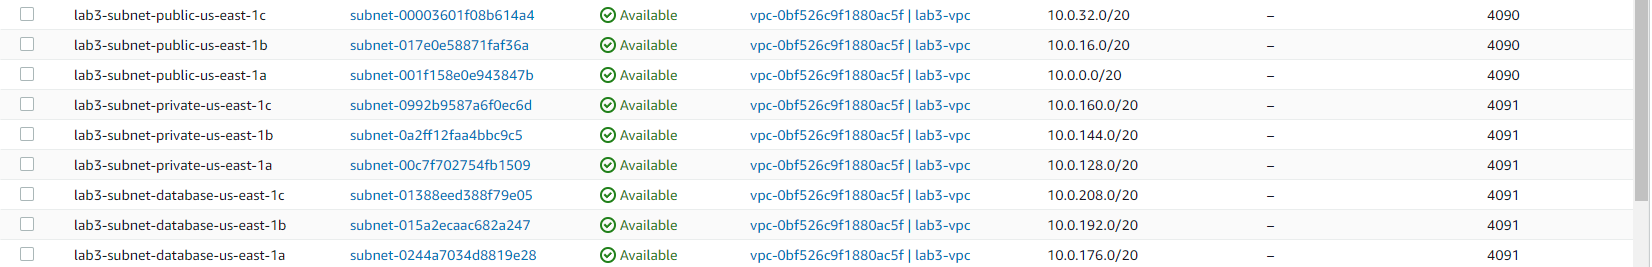 lab3-subnet-public-us-east-1c subnet-00003601f08b614a4 Available vpc-0bf526c9f1880ac5f | lab3-vpc 10.0.32.0/20 – 4090
lab3-subnet-public-us-east-1b subnet-017e0e58871faf36a Available vpc-0bf526c9f1880ac5f | lab3-vpc 10.0.16.0/20 – 4090
lab3-subnet-public-us-east-1a subnet-001f158e0e943847b Available vpc-0bf526c9f1880ac5f | lab3-vpc 10.0.0.0/20 – 4090
lab3-subnet-private-us-east-1c subnet-0992b9587a6f0ec6d Available vpc-0bf526c9f1880ac5f | lab3-vpc 10.0.160.0/20 – 4091
lab3-subnet-private-us-east-1b subnet-0a2ff12faa4bbc9c5 Available vpc-0bf526c9f1880ac5f | lab3-vpc 10.0.144.0/20 – 4091
lab3-subnet-private-us-east-1a subnet-00c7f702754fb1509 Available vpc-0bf526c9f1880ac5f | lab3-vpc 10.0.128.0/20 – 4091
lab3-subnet-database-us-east-1c subnet-01388eed388f79e05 Available vpc-0bf526c9f1880ac5f | lab3-vpc 10.0.208.0/20 – 4091
lab3-subnet-database-us-east-1b subnet-015a2ecaac682a247 Available vpc-0bf526c9f1880ac5f | lab3-vpc 10.0.192.0/20 – 4091
lab3-subnet-database-us-east-1a subnet-0244a7034d8819e28 Available vpc-0bf526c9f1880ac5f | lab3-vpc 10.0.176.0/20 – 4091